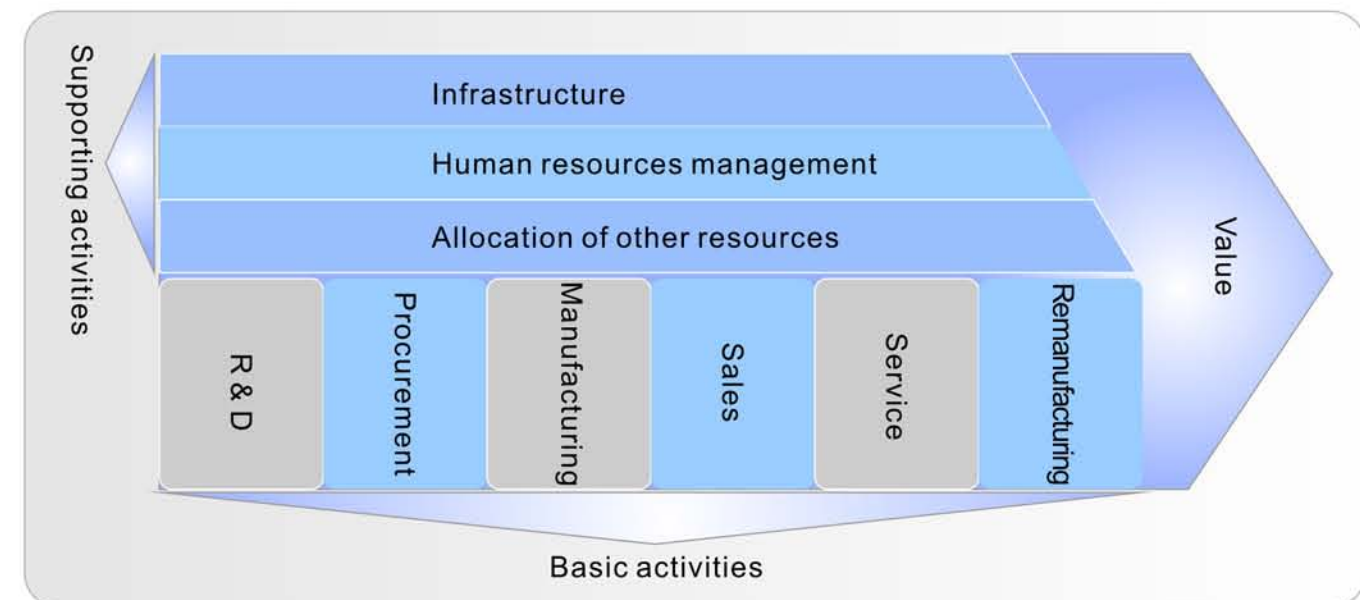 Supporting activities
Infrastructure
Human resources management
Allocation of other resources
R & D
Procurement
Manufacturing
Sales
Service
Remanufacturing
Value
Basic activities